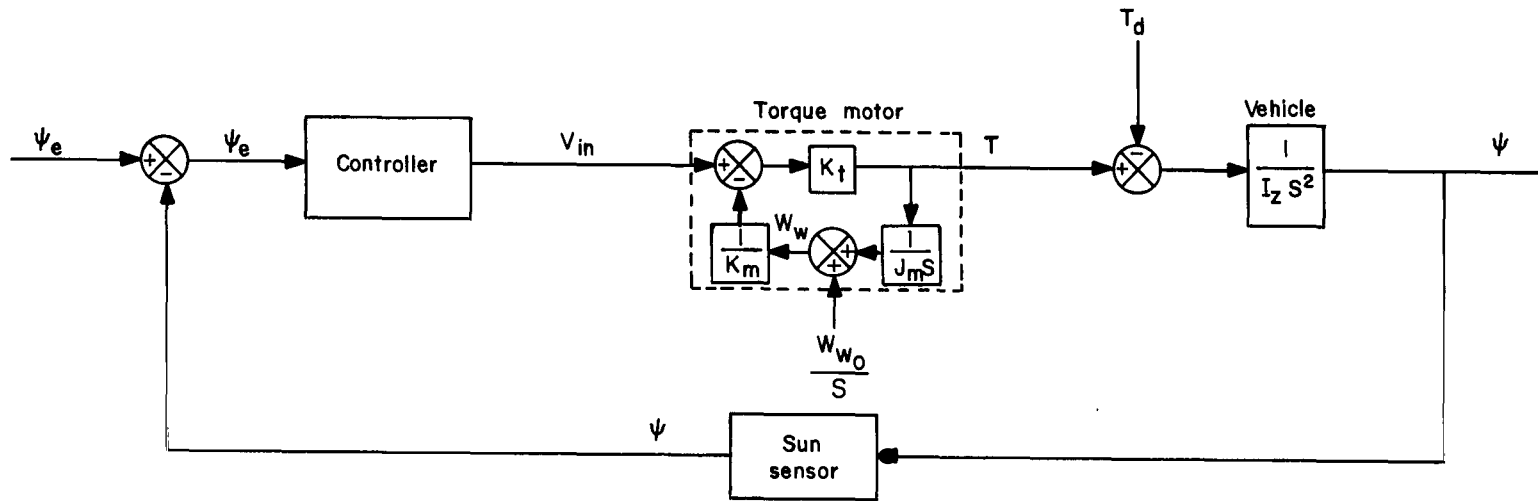 T_d
Torque motor
Vehicle
ψ_e
+
-
ψ_e
Controller
V_in
+
-
K_t
T
+
-
1 / I_z S^2
ψ
1 / K_m
W_w
+
+
1 / J_m S
W_w_0 / S
ψ
Sun
sensor